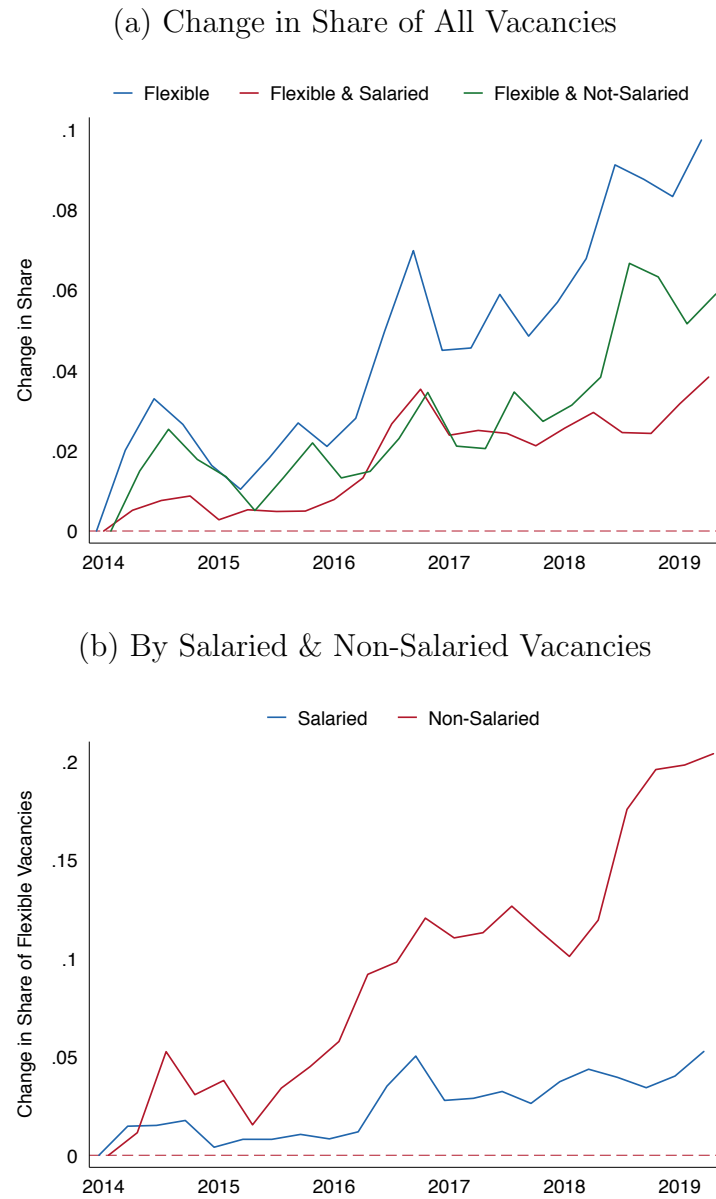 (a) Change in Share of All Vacancies
Flexible Flexible & Salaried Flexible & Not-Salaried
.1
.08
.06
.04
.02
0
Change in Share
2014 2015 2016 2017 2018 2019
(b) By Salaried & Non-Salaried Vacancies
Salaried Non-Salaried
.2
.15
.1
.05
0
Change in Share of Flexible Vacancies
2014 2015 2016 2017 2018 2019